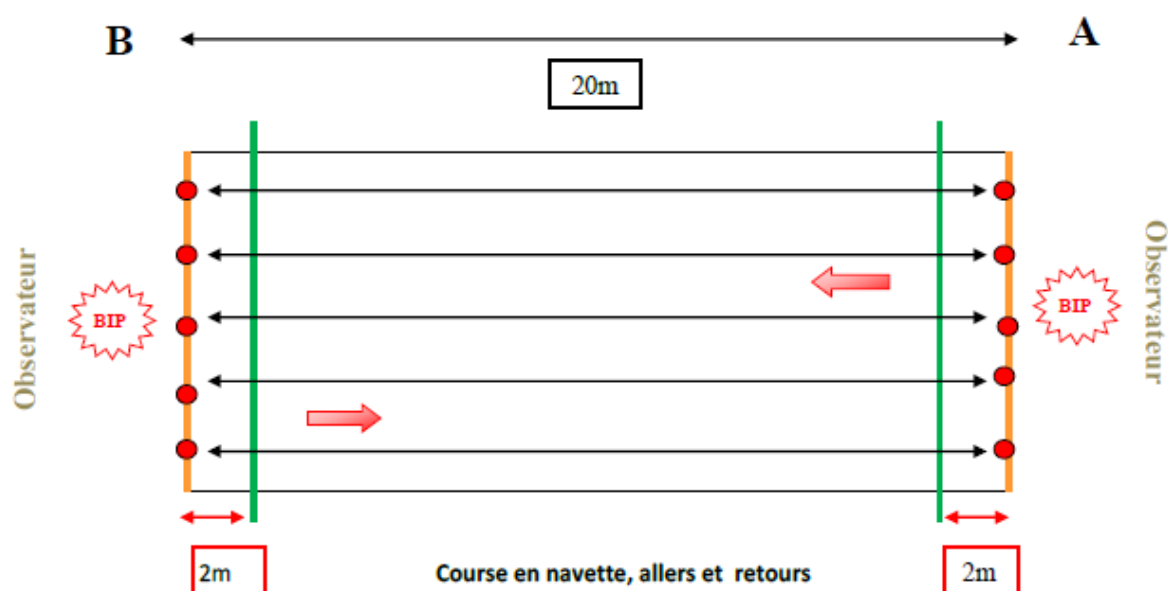 B
A
20m
Observateur
BIP
BIP
Observateur
2m
Course en navette, allers et retours
2m